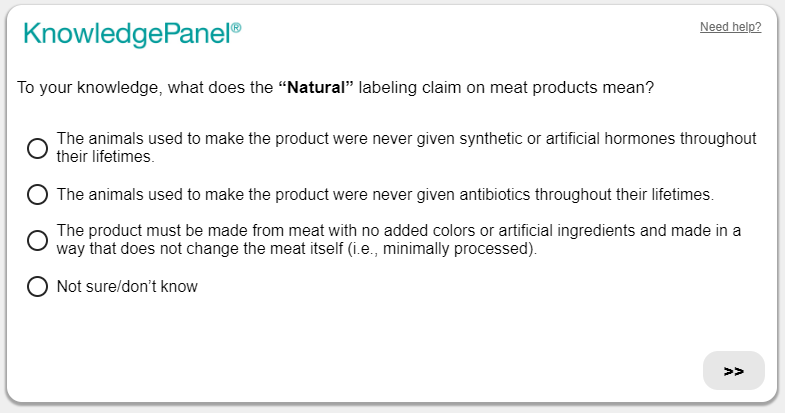 KnowledgePanel®
Need help?
To your knowledge, what does the “Natural” labeling claim on meat products mean?
The animals used to make the product were never given synthetic or artificial hormones throughout
their lifetimes.
The animals used to make the product were never given antibiotics throughout their lifetimes.
The product must be made from meat with no added colors or artificial ingredients and made in a
way that does not change the meat itself (i.e., minimally processed).
Not sure/don’t know
>>